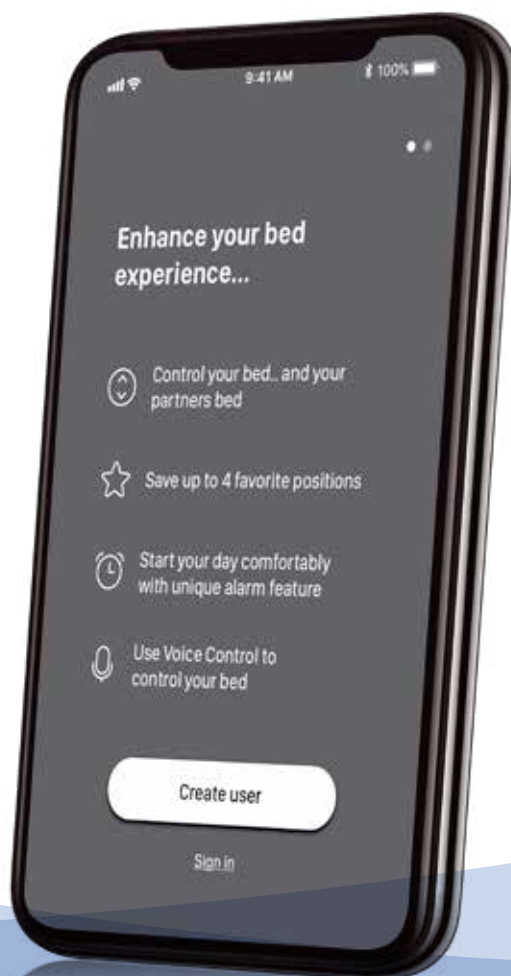 9:41 AM
100%
Enhance your bed
experience...
Control your bed.. and your
partners bed
Save up to 4 favorite positions
Start your day comfortably
with unique alarm feature
Use Voice Control to
control your bed
Create user
Sign in